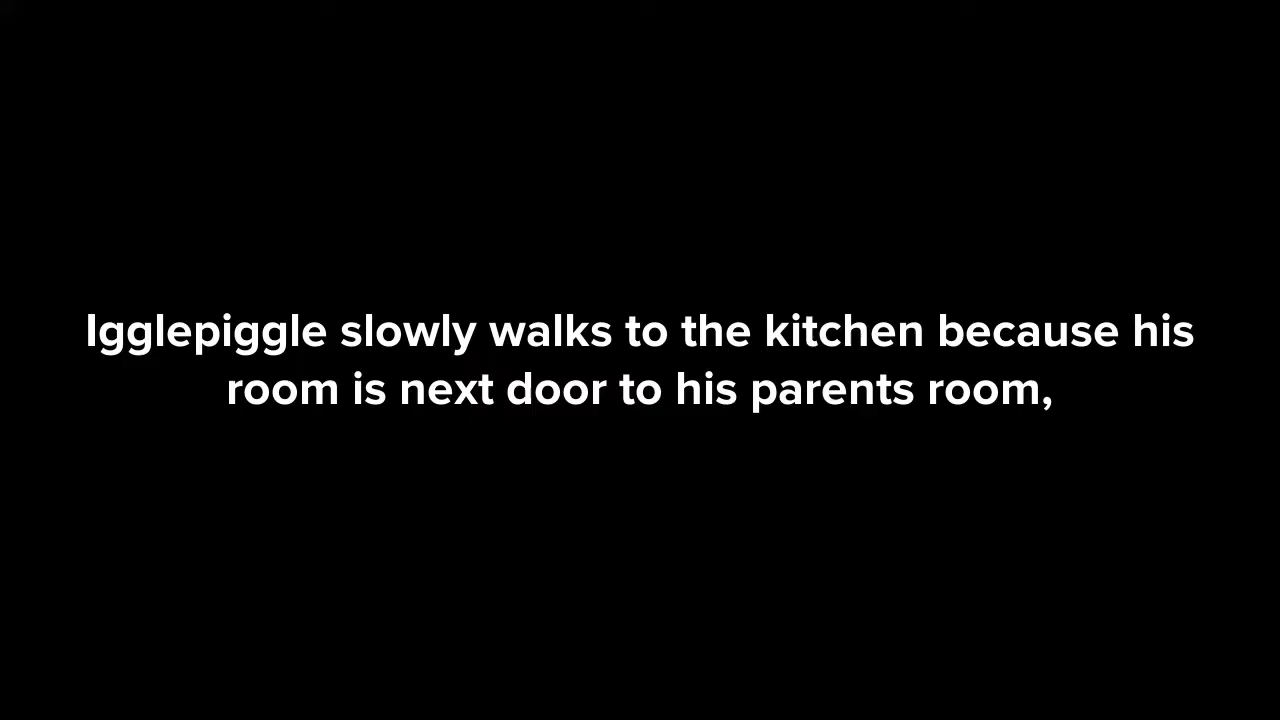 Igglepiggle slowly walks to the kitchen because his
room is next door to his parents room,